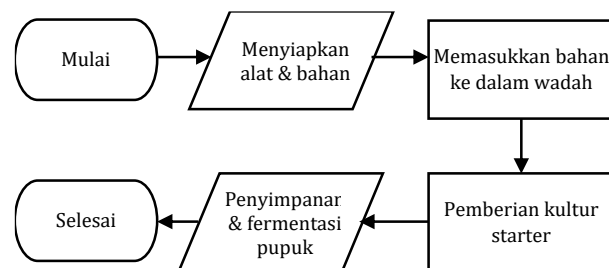 Mulai
Menyiapkan
alat & bahan
Memasukkan bahan
ke dalam wadah
Pemberian kultur
starter
Penyimpanan
& fermentasi
pupuk
Selesai